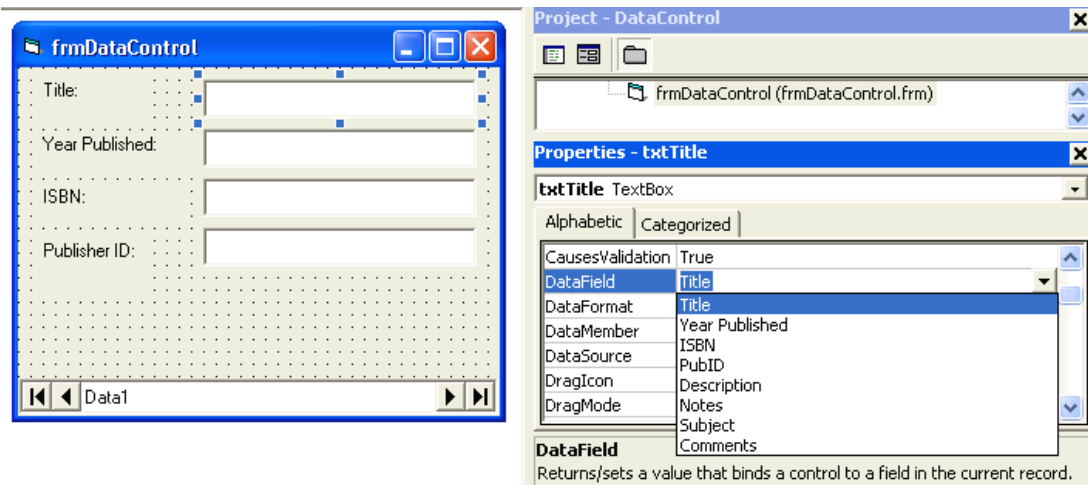 frmDataControl
Title:
Year Published:
ISBN:
Publisher ID:
Data1
Project - DataControl
frmDataControl (frmDataControl.frm)
Properties - txtTitle
txtTitle TextBox
Alphabetic Categorized
CausesValidation True
DataField Title
DataFormat
DataMember
DataSource
DragIcon
DragMode
Title
Year Published
ISBN
PubID
Description
Notes
Subject
Comments
DataField
Returns/sets a value that binds a control to a field in the current record.